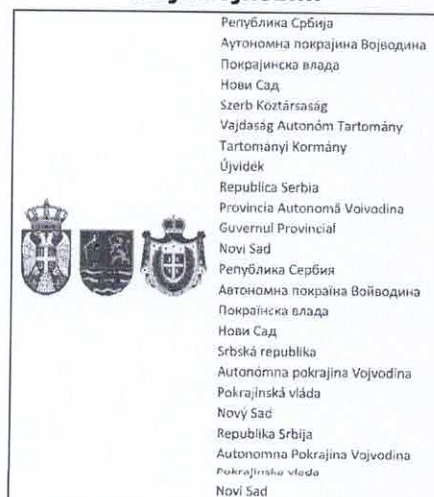 Република Србија
Аутономна покрајина Војводина
Покрајинска влада
Нови Сад
Szerb Köztársaság
Vajdaság Autonóm Tartomány
Tartományi Kormány
Újvidék
Republica Serbia
Provincia Autonomă Voivodina
Guvernul Provincial
Novi Sad
Република Сербия
Автономна покраїна Войводина
Покраїнска влада
Нови Сад
Srbská republika
Autonómna pokrajina Vojvodina
Pokrajinská vláda
Nový Sad
Republika Srbija
Autonomna Pokrajina Vojvodina
Pokrajinska vlada
Novi Sad